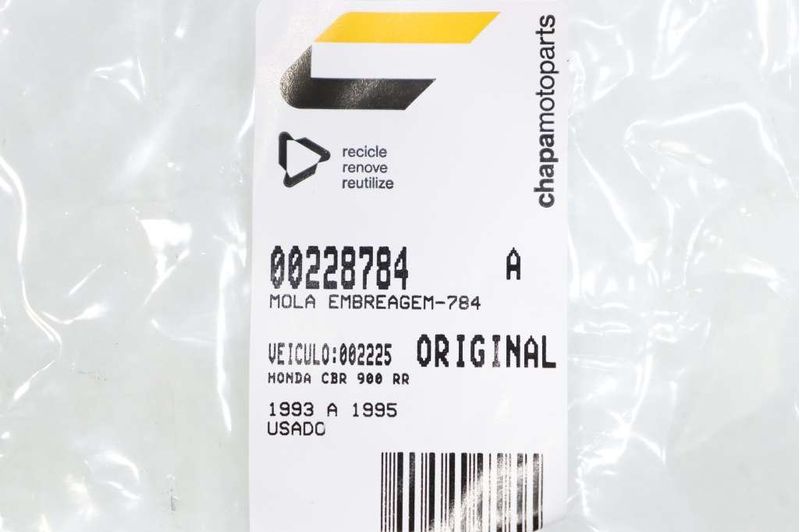 chapamotoparts
recicle
renove
reutilize
00228784 A
MOLA EMBREAGEM-784
VEICULO:002225 ORIGINAL
HONDA CBR 900 RR
1993 A 1995
USADO